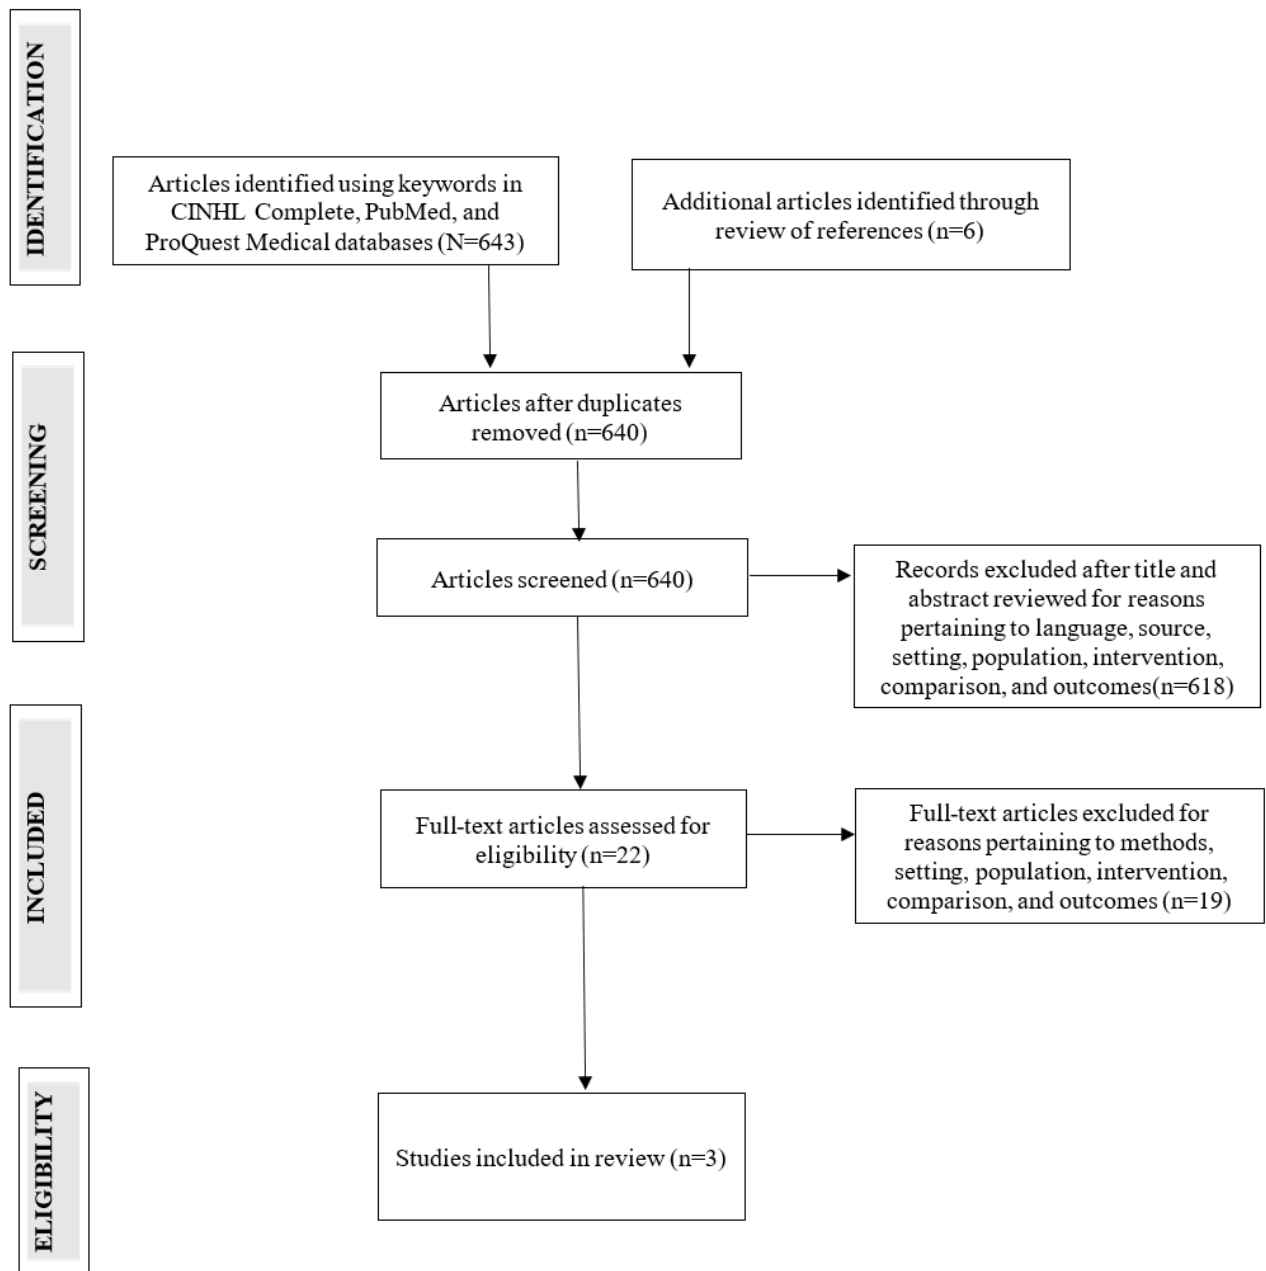 IDENTIFICATION
Articles identified using keywords in
CINHL Complete, PubMed, and
ProQuest Medical databases (N=643)
Additional articles identified through
review of references (n=6)
SCREENING
Articles after duplicates
removed (n=640)
Articles screened (n=640)
Records excluded after title and
abstract reviewed for reasons
pertaining to language, source,
setting, population, intervention,
comparison, and outcomes(n=618)
INCLUDED
Full-text articles assessed for
eligibility (n=22)
Full-text articles excluded for
reasons pertaining to methods,
setting, population, intervention,
comparison, and outcomes (n=19)
ELIGIBILITY
Studies included in review (n=3)